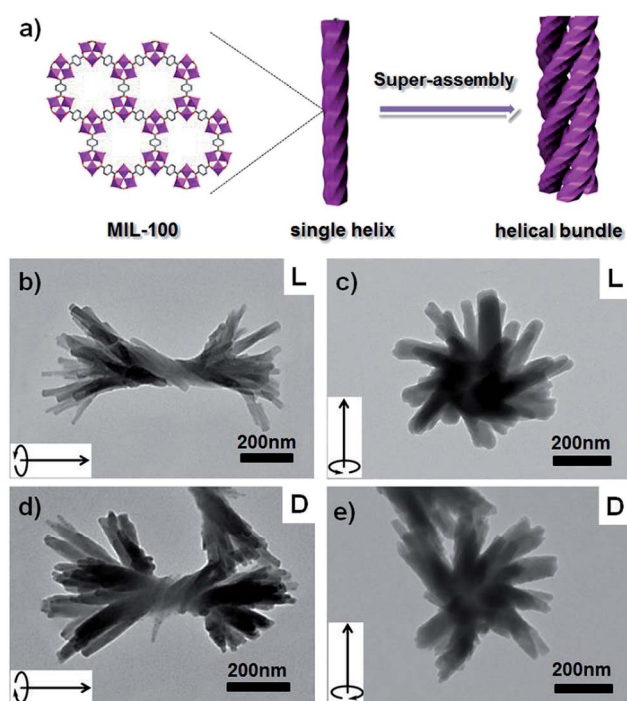 a)
Super-assembly
MIL-100
single helix
helical bundle
b)
L
200nm
c)
L
200nm
d)
D
200nm
e)
D
200nm